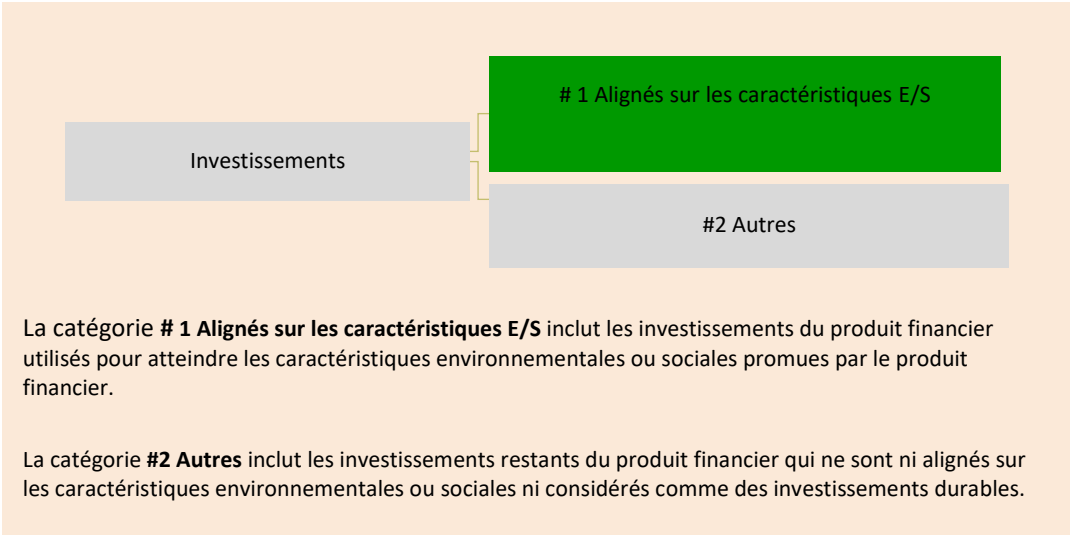 # 1 Alignés sur les caractéristiques E/S
Investissements
#2 Autres
La catégorie # 1 Alignés sur les caractéristiques E/S inclut les investissements du produit financier
utilisés pour atteindre les caractéristiques environnementales ou sociales promues par le produit
financier.
La catégorie #2 Autres inclut les investissements restants du produit financier qui ne sont ni alignés sur
les caractéristiques environnementales ou sociales ni considérés comme des investissements durables.